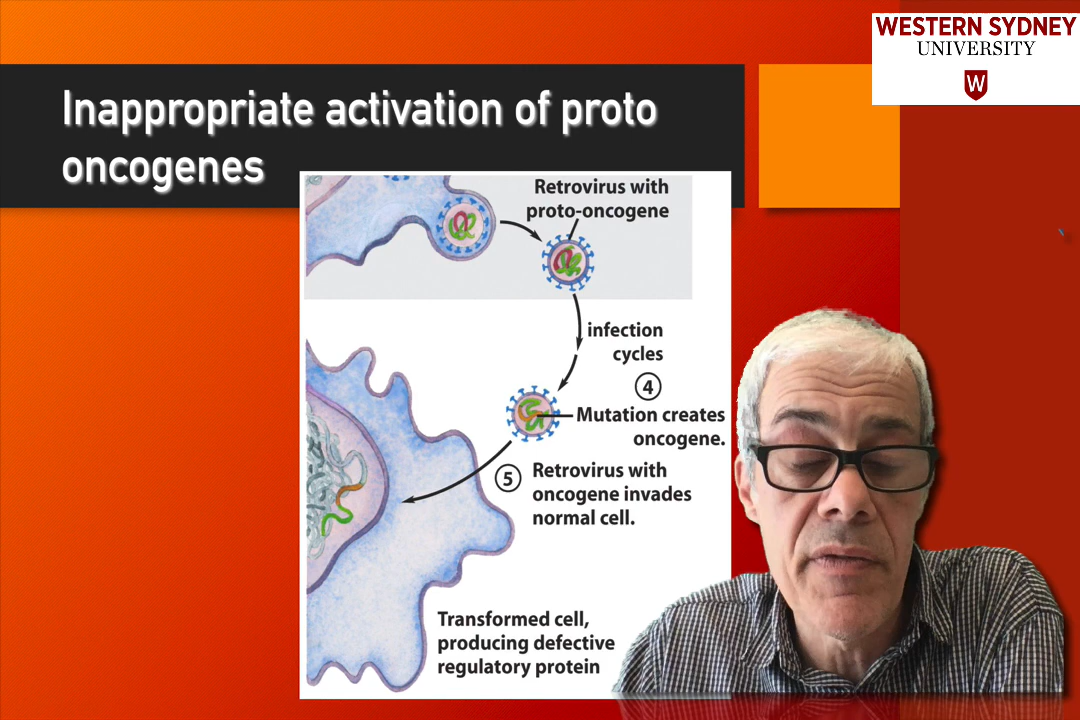 WESTERN SYDNEY
UNIVERSITY
W
Inappropriate activation of proto
oncogenes
Retrovirus with
proto-oncogene
infection
cycles
4
Mutation creates
oncogene.
5 Retrovirus with
oncogene invades
normal cell.
Transformed cell,
producing defective
regulatory protein